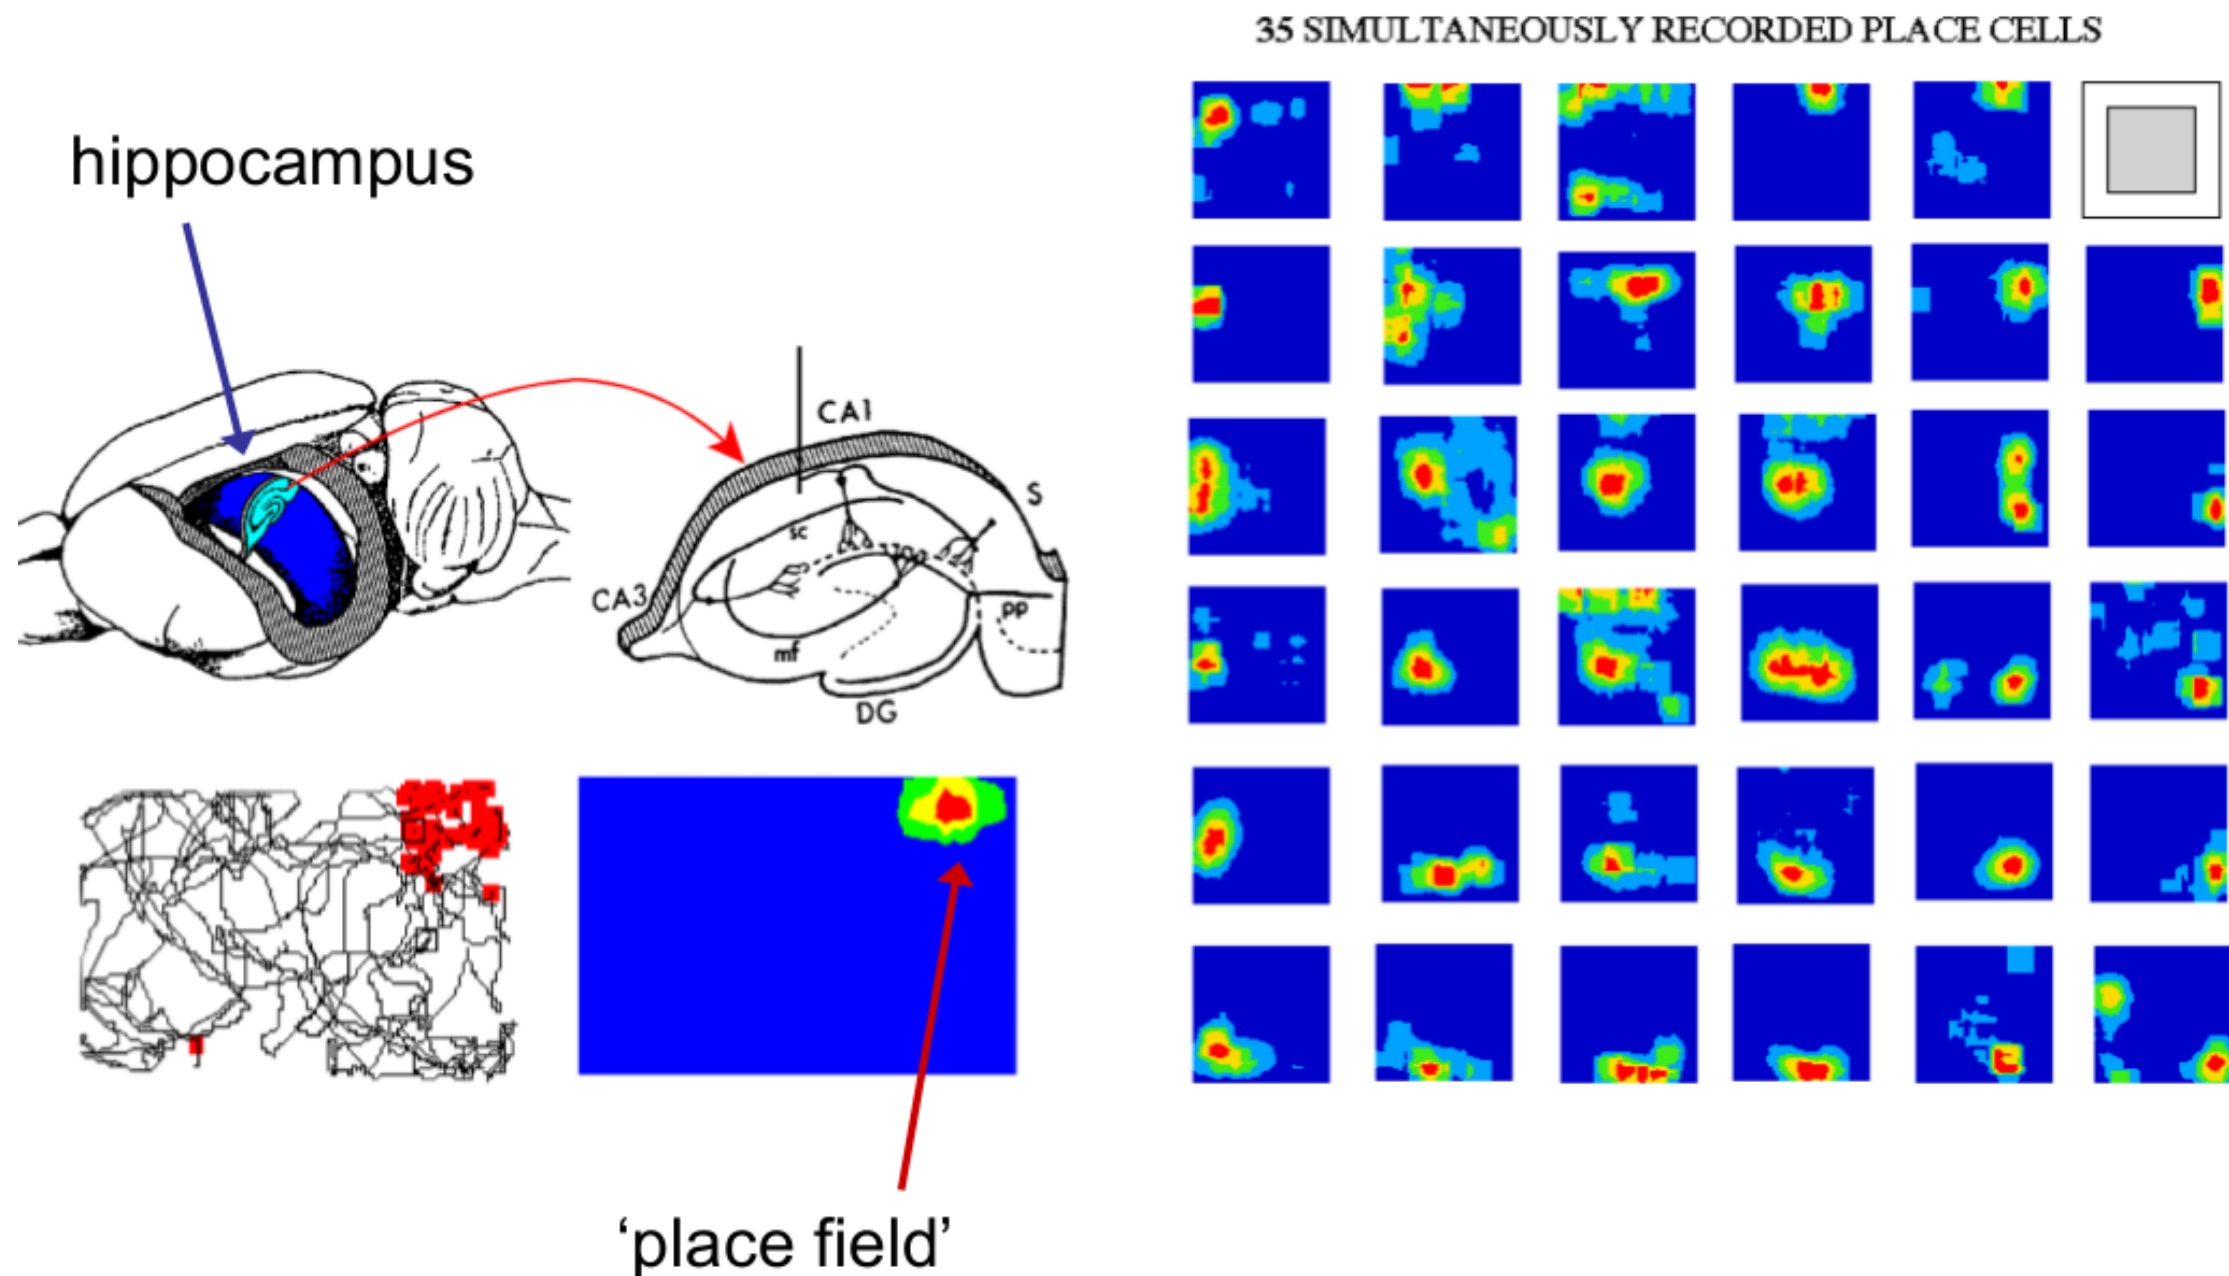 35 SIMULTANEOUSLY RECORDED PLACE CELLS
hippocampus
CA1
S
sc
CA3
pp
mf
DG
‘place field’